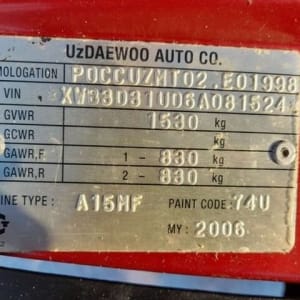 UzDAEWOO AUTO CO.
MOLOGATION POCCUZMT02.E01998
VIN XWB3D31UD6A081524
GVWR 1530 kg
GCWR kg
GAWR,F 1 - 830 kg
GAWR,R 2 - 830 kg
INE TYPE: A15MF PAINT CODE: 74U
MY: 2006